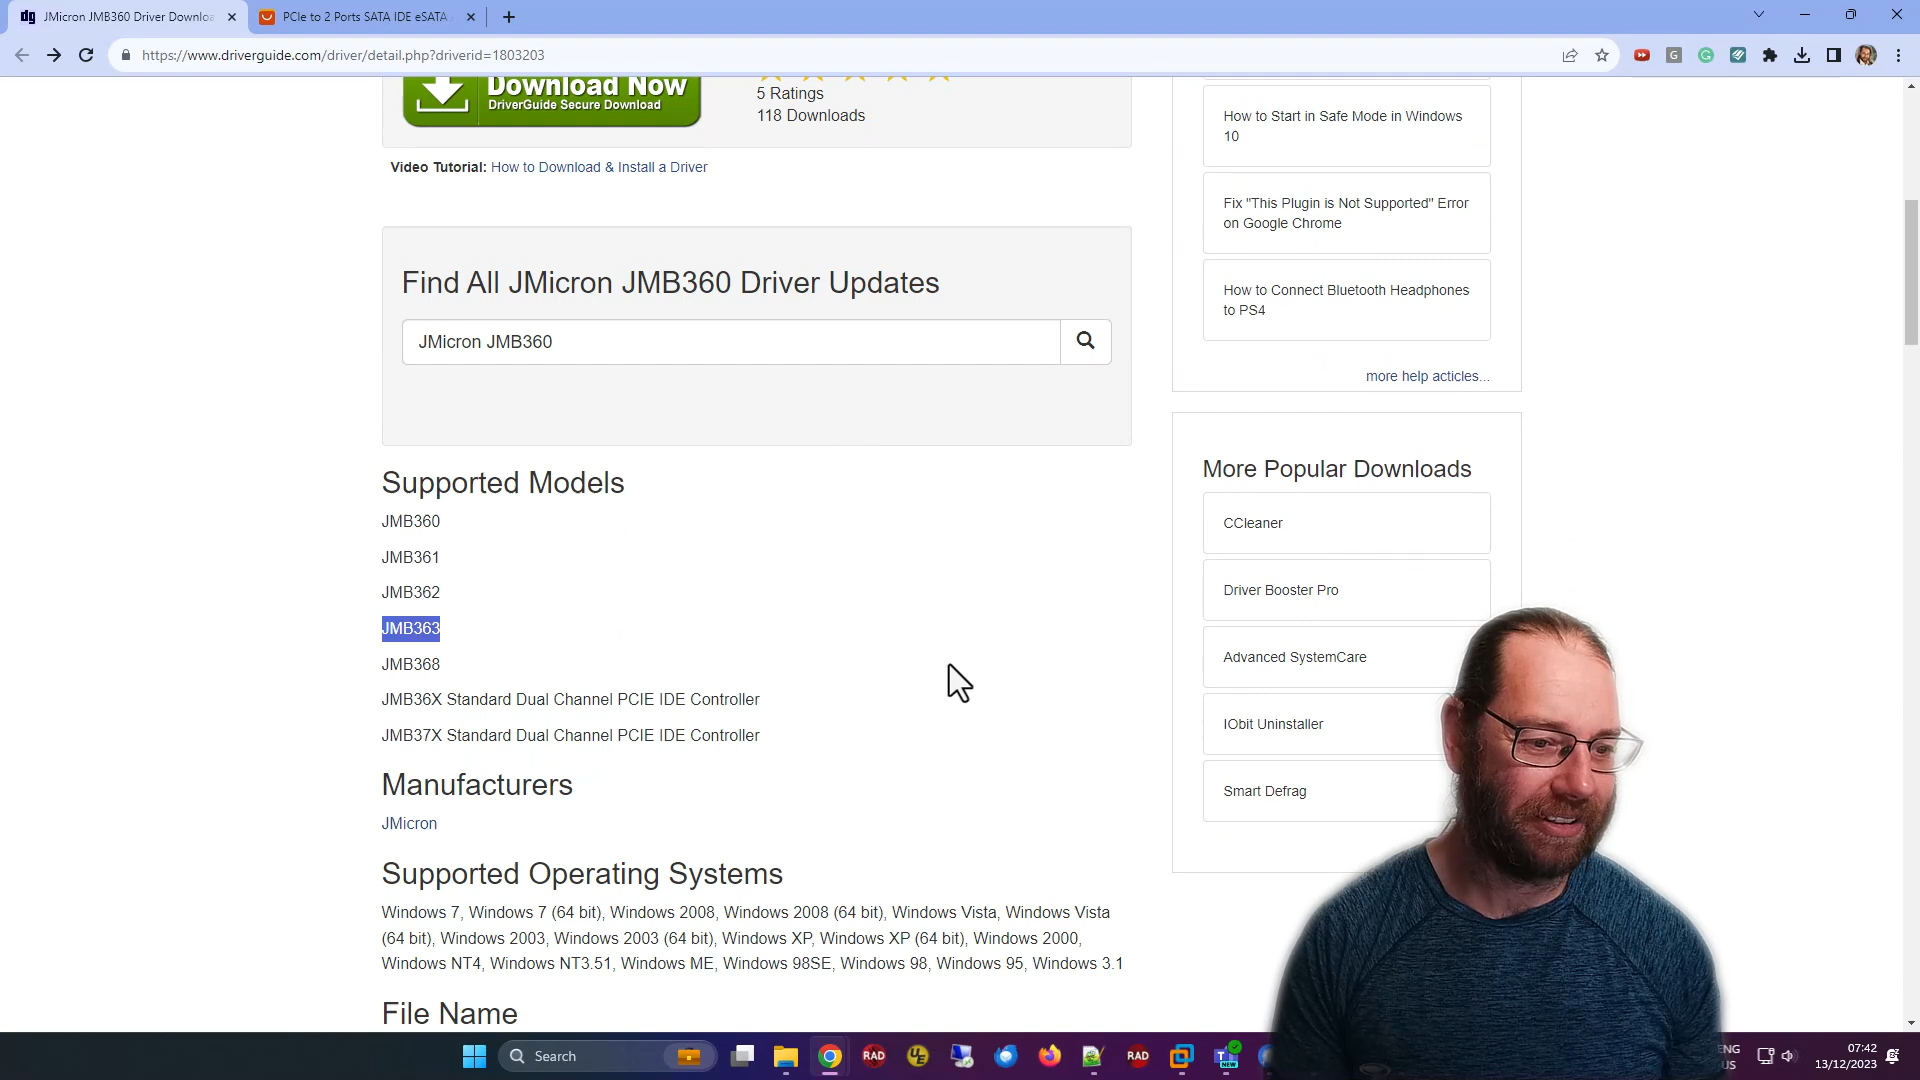 JMicron JMB360 Driver Downlo
PCIe to 2 Ports SATA IDE eSATA
https://www.driverguide.com/driver/detail.php?driverid=1803203
Download Now
DriverGuide Secure Download
5 Ratings
118 Downloads
Video Tutorial: How to Download & Install a Driver
Find All JMicron JMB360 Driver Updates
JMicron JMB360
Supported Models
JMB360
JMB361
JMB362
JMB363
JMB368
JMB36X Standard Dual Channel PCIE IDE Controller
JMB37X Standard Dual Channel PCIE IDE Controller
Manufacturers
JMicron
Supported Operating Systems
Windows 7, Windows 7 (64 bit), Windows 2008, Windows 2008 (64 bit), Windows Vista, Windows Vista
(64 bit), Windows 2003, Windows 2003 (64 bit), Windows XP, Windows XP (64 bit), Windows 2000,
Windows NT4, Windows NT3.51, Windows ME, Windows 98SE, Windows 98, Windows 95, Windows 3.1
File Name
How to Start in Safe Mode in Windows
10
Fix "This Plugin is Not Supported" Error
on Google Chrome
How to Connect Bluetooth Headphones
to PS4
more help acticles...
More Popular Downloads
CCleaner
Driver Booster Pro
Advanced SystemCare
IObit Uninstaller
Smart Defrag
Search
RAD
UE
RAD
NEW
ENG
US
07:42
13/12/2023